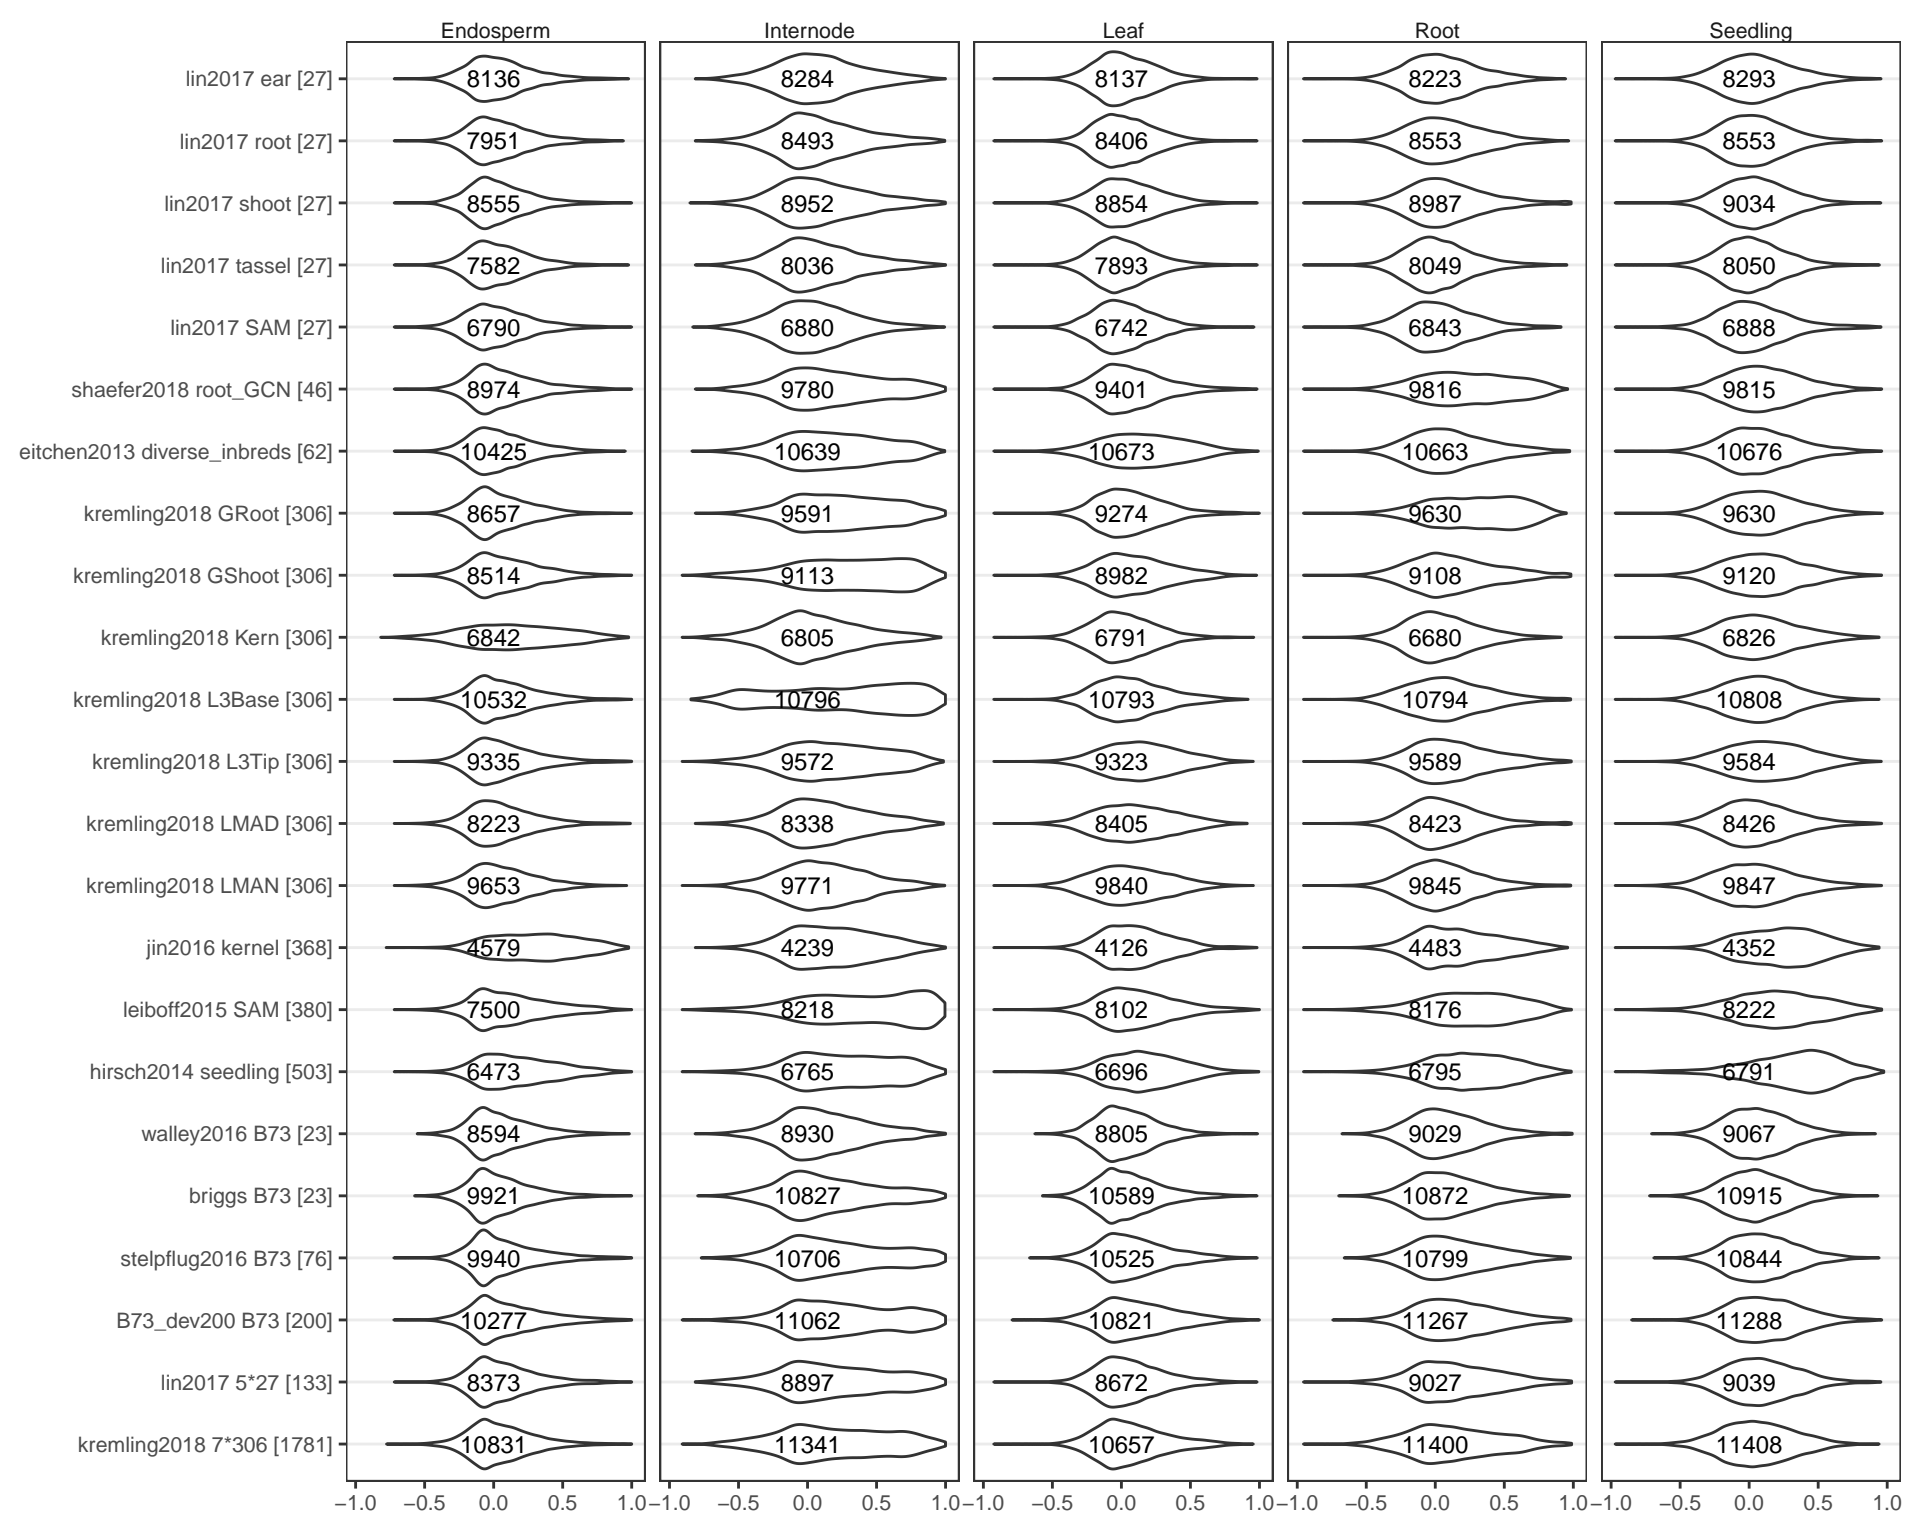 Endosperm Internode Leaf Root Seedling
lin2017 ear [27] 8136 8284 8137 8223 8293
lin2017 root [27] 7951 8493 8406 8553 8553
lin2017 shoot [27] 8555 8952 8854 8987 9034
lin2017 tassel [27] 7582 8036 7893 8049 8050
lin2017 SAM [27] 6790 6880 6742 6843 6888
shaefer2018 root_GCN [46] 8974 9780 9401 9816 9815
eitchen2013 diverse_inbreds [62] 10425 10639 10673 10663 10676
kremling2018 GRoot [306] 8657 9591 9274 9630 9630
kremling2018 GShoot [306] 8514 9113 8982 9108 9120
kremling2018 Kern [306] 6842 6805 6791 6680 6826
kremling2018 L3Base [306] 10532 10796 10793 10794 10808
kremling2018 L3Tip [306] 9335 9572 9323 9589 9584
kremling2018 LMAD [306] 8223 8338 8405 8423 8426
kremling2018 LMAN [306] 9653 9771 9840 9845 9847
jin2016 kernel [368] 4579 4239 4126 4483 4352
leiboff2015 SAM [380] 7500 8218 8102 8176 8222
hirsch2014 seedling [503] 6473 6765 6696 6795 6791
walley2016 B73 [23] 8594 8930 8805 9029 9067
briggs B73 [23] 9921 10827 10589 10872 10915
stelpflug2016 B73 [76] 9940 10706 10525 10799 10844
B73_dev200 B73 [200] 10277 11062 10821 11267 11288
lin2017 5*27 [133] 8373 8897 8672 9027 9039
kremling2018 7*306 [1781] 10831 11341 10657 11400 11408
−1.0 −0.5 0.0 0.5 1.0 −1.0 −0.5 0.0 0.5 1.0 −1.0 −0.5 0.0 0.5 1.0 −1.0 −0.5 0.0 0.5 1.0 −1.0 −0.5 0.0 0.5 1.0